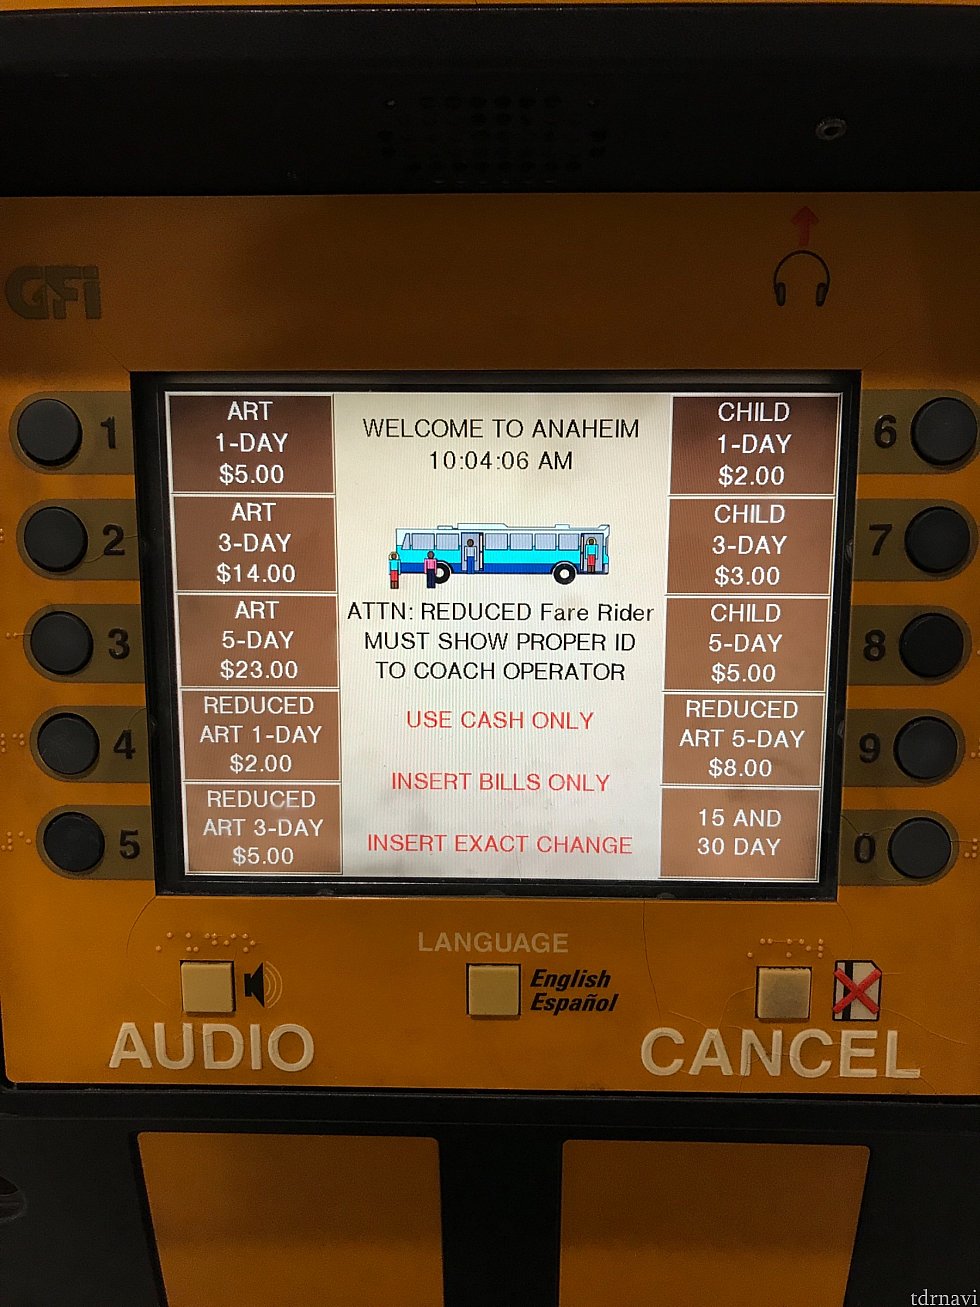 GFi
1
ART
1-DAY
$5.00
2
ART
3-DAY
$14.00
3
ART
5-DAY
$23.00
4
REDUCED
ART 1-DAY
$2.00
5
REDUCED
ART 3-DAY
$5.00
WELCOME TO ANAHEIM
10:04:06 AM
ATTN: REDUCED Fare Rider
MUST SHOW PROPER ID
TO COACH OPERATOR
USE CASH ONLY
INSERT BILLS ONLY
INSERT EXACT CHANGE
CHILD
1-DAY
$2.00
6
CHILD
3-DAY
$3.00
7
CHILD
5-DAY
$5.00
8
REDUCED
ART 5-DAY
$8.00
9
15 AND
30 DAY
0
LANGUAGE
English
Español
AUDIO
CANCEL
tdrnavi